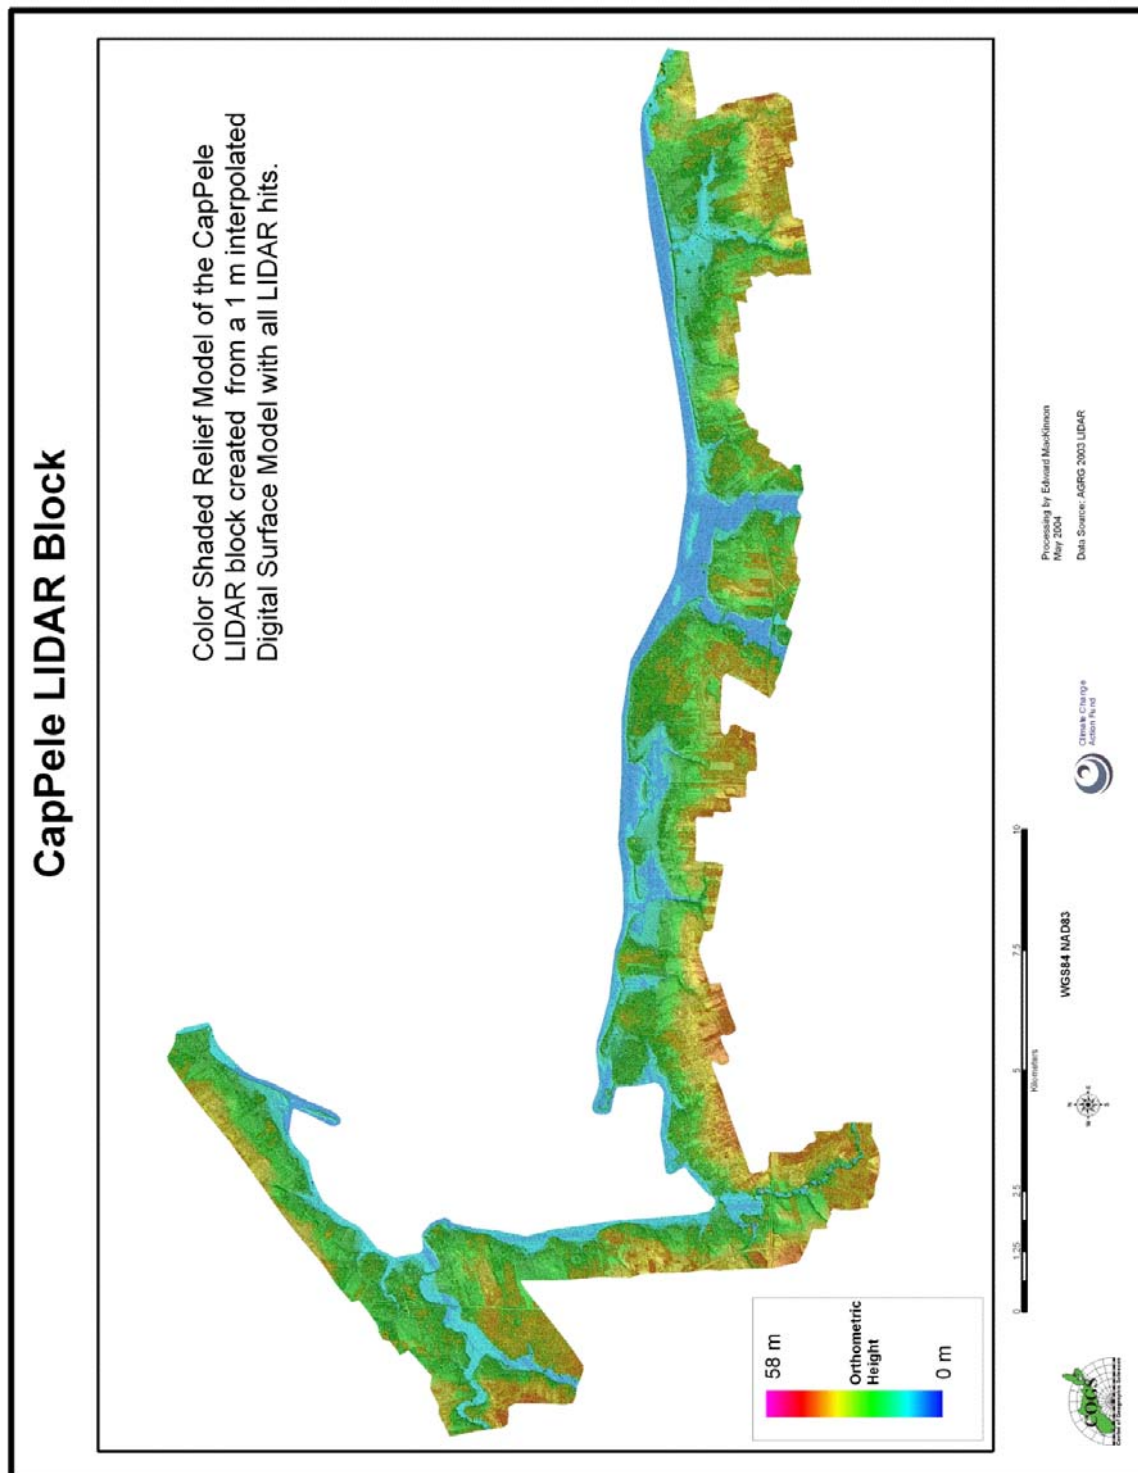 CapPele LIDAR Block
Color Shaded Relief Model of the CapPele
LIDAR block created from a 1 m interpolated
Digital Surface Model with all LIDAR hits.
58 m
Orthometric
Height
0 m
0
1.25
2.5
5
7.5
10
Kilometers
WGS84 NAD83
Climate Change
Action Fund
Processing by Edward MacKinnon
May 2004
Data Source: AGRG 2003 LIDAR
COGS
N
W
E
S